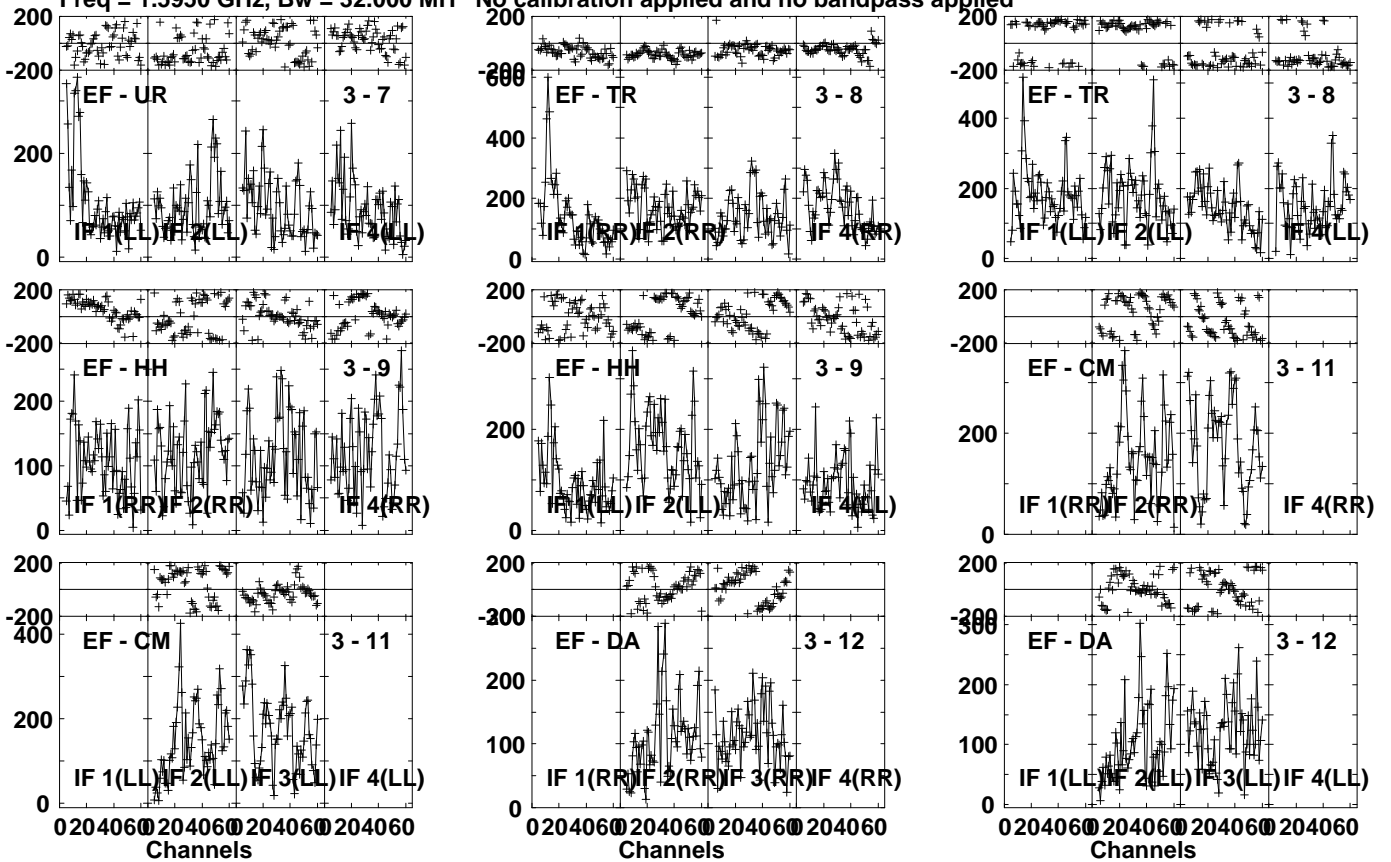 Freq = 1.5950 GHz, Bw = 32.000 MH No calibration applied and no bandpass applied
200 200 200
-200 -200 -200
600
EF - UR 3 - 7 EF - TR 3 - 8 EF - TR 3 - 8
400 400
200 200 200
IF 1(LL) IF 2(LL) IF 4(LL) IF 1(RR) IF 2(RR) IF 4(RR) IF 1(LL) IF 2(LL) IF 4(LL)
0 0 0
200 200 200
-200 -200 -200
EF - HH 3 - 9 EF - HH 3 - 9 EF - CM 3 - 11
200 200 200
100
IF 1(RR) IF 2(RR) IF 4(RR) IF 1(LL) IF 2(LL) IF 4(LL) IF 1(RR) IF 2(RR) IF 4(RR)
0 0 0
200 200 200
-200 -200 -200
400 300 300
EF - CM 3 - 11 EF - DA 3 - 12 EF - DA 3 - 12
200 200 200
100 100
IF 1(LL) IF 2(LL) IF 3(LL) IF 4(LL) IF 1(RR) IF 2(RR) IF 3(RR) IF 4(RR) IF 1(LL) IF 2(LL) IF 3(LL) IF 4(LL)
0 0 0
0 20 40 60 0 20 40 60 0 20 40 60 0 20 40 60 0 20 40 60 0 20 40 60 0 20 40 60 0 20 40 60 0 20 40 60 0 20 40 60 0 20 40 60 0 20 40 60
Channels Channels Channels